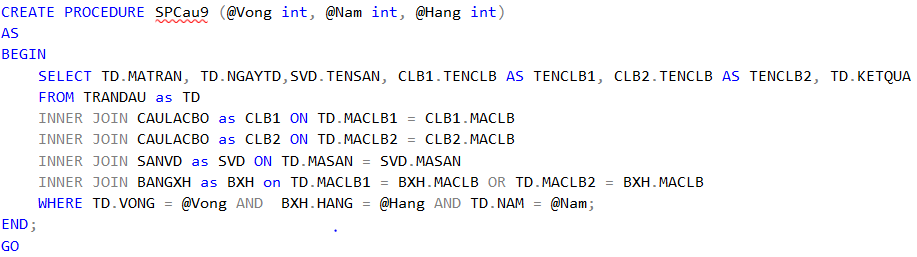 CREATE PROCEDURE SPCau9 (@Vong int, @Nam int, @Hang int)
AS
BEGIN
SELECT TD.MATRAN, TD.NGAYTD,SVD.TENSAN, CLB1.TENCLB AS TENCLB1, CLB2.TENCLB AS TENCLB2, TD.KETQUA
FROM TRANDAU as TD
INNER JOIN CAULACBO as CLB1 ON TD.MACLB1 = CLB1.MACLB
INNER JOIN CAULACBO as CLB2 ON TD.MACLB2 = CLB2.MACLB
INNER JOIN SANVD as SVD ON TD.MASAN = SVD.MASAN
INNER JOIN BANGXH as BXH on TD.MACLB1 = BXH.MACLB OR TD.MACLB2 = BXH.MACLB
WHERE TD.VONG = @Vong AND  BXH.HANG = @Hang AND TD.NAM = @Nam;
END;
GO